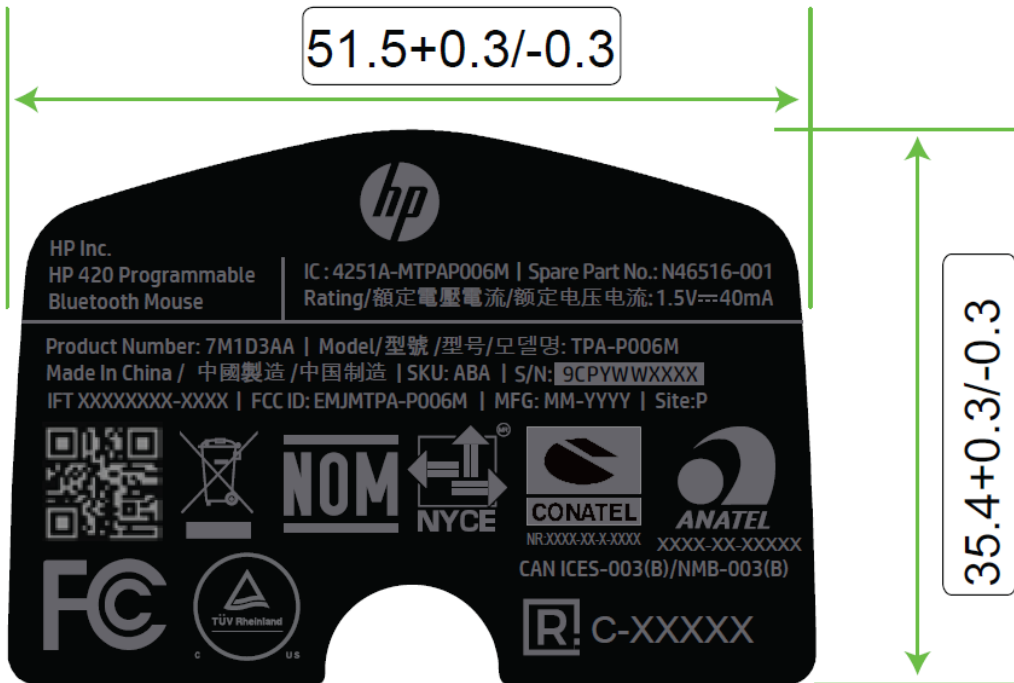 51.5+0.3/-0.3
hp
HP Inc.
HP 420 Programmable
Bluetooth Mouse
IC : 4251A-MTPAP006M | Spare Part No.: N46516-001
Rating/額定電壓電流/额定电压电流: 1.5V⎓40mA
Product Number: 7M1D3AA | Model/型號 /型号/모델명: TPA-P006M
Made In China / 中國製造 /中国制造 | SKU: ABA | S/N: 9CPYWWXXXX
IFT XXXXXXXX-XXXX | FCC ID: EMJMTPA-P006M | MFG: MM-YYYY | Site:P
35.4+0.3/-0.3
NOM
MR
NYCE
CONATEL
NR:XXXX-XX-X-XXXX
ANATEL
XXXX-XX-XXXXX
CAN ICES-003(B)/NMB-003(B)
FC
TÜV Rheinland
C US
R C-XXXXX